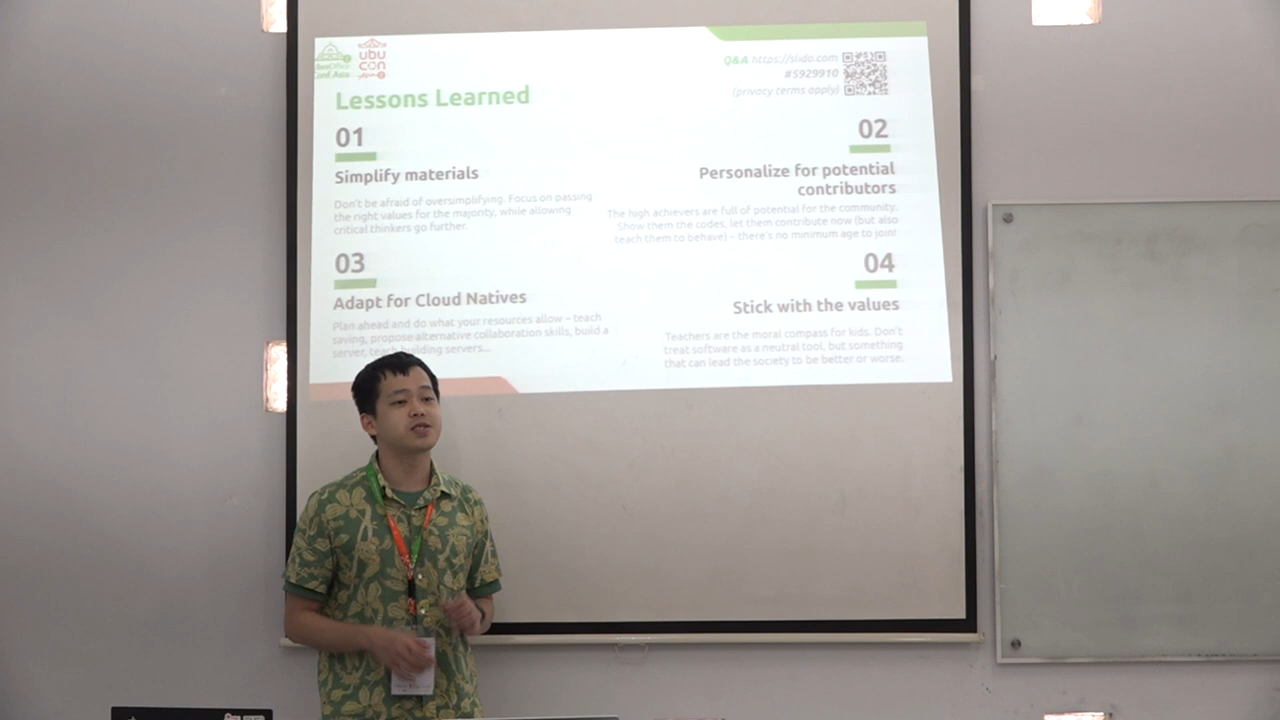 LibreOffice
Conf.Asia
ubu
con
Q&A https://slido.com
#5929910
(privacy terms apply)
Lessons Learned
01
Simplify materials
Don't be afraid of oversimplifying. Focus on passing
the right values for the majority, while allowing
critical thinkers go further.
02
Personalize for potential
contributors
The high achievers are full of potential for the community.
Show them the codes, let them contribute now (but also
teach them to behave) – there's no minimum age to join!
03
Adapt for Cloud Natives
Plan ahead and do what your resources allow – teach
saving, propose alternative collaboration skills, build a
server, teach building servers...
04
Stick with the values
Teachers are the moral compass for kids. Don't
treat software as a neutral tool, but something
that can lead the society to be better or worse.